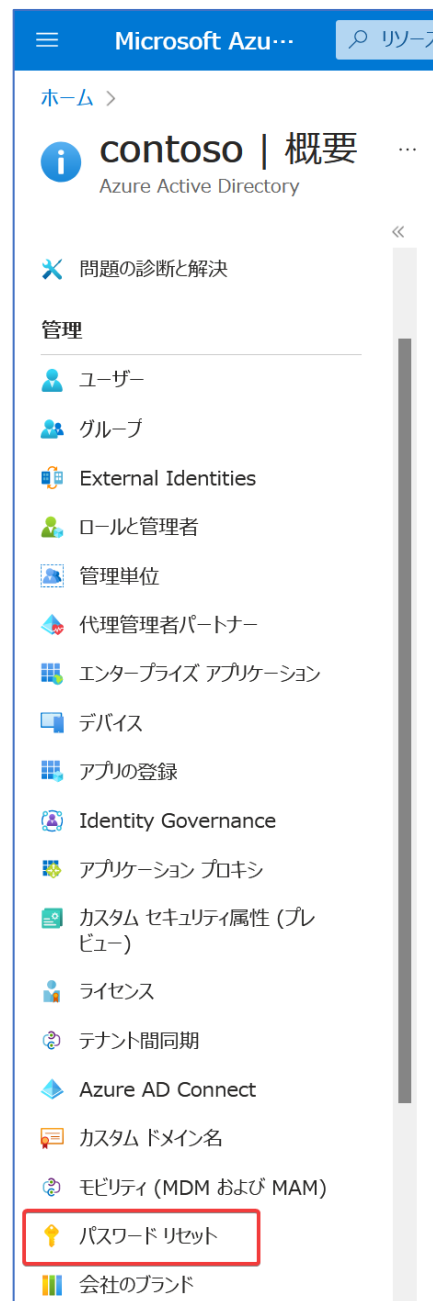 Microsoft Azu…
リソース
ホーム >
contoso | 概要 …
Azure Active Directory
«
問題の診断と解決
管理
ユーザー
グループ
External Identities
ロールと管理者
管理単位
代理管理者パートナー
エンタープライズ アプリケーション
デバイス
アプリの登録
Identity Governance
アプリケーション プロキシ
カスタム セキュリティ属性 (プレ
ビュー)
ライセンス
テナント間同期
Azure AD Connect
カスタム ドメイン名
モビリティ (MDM および MAM)
パスワード リセット
会社のブランド